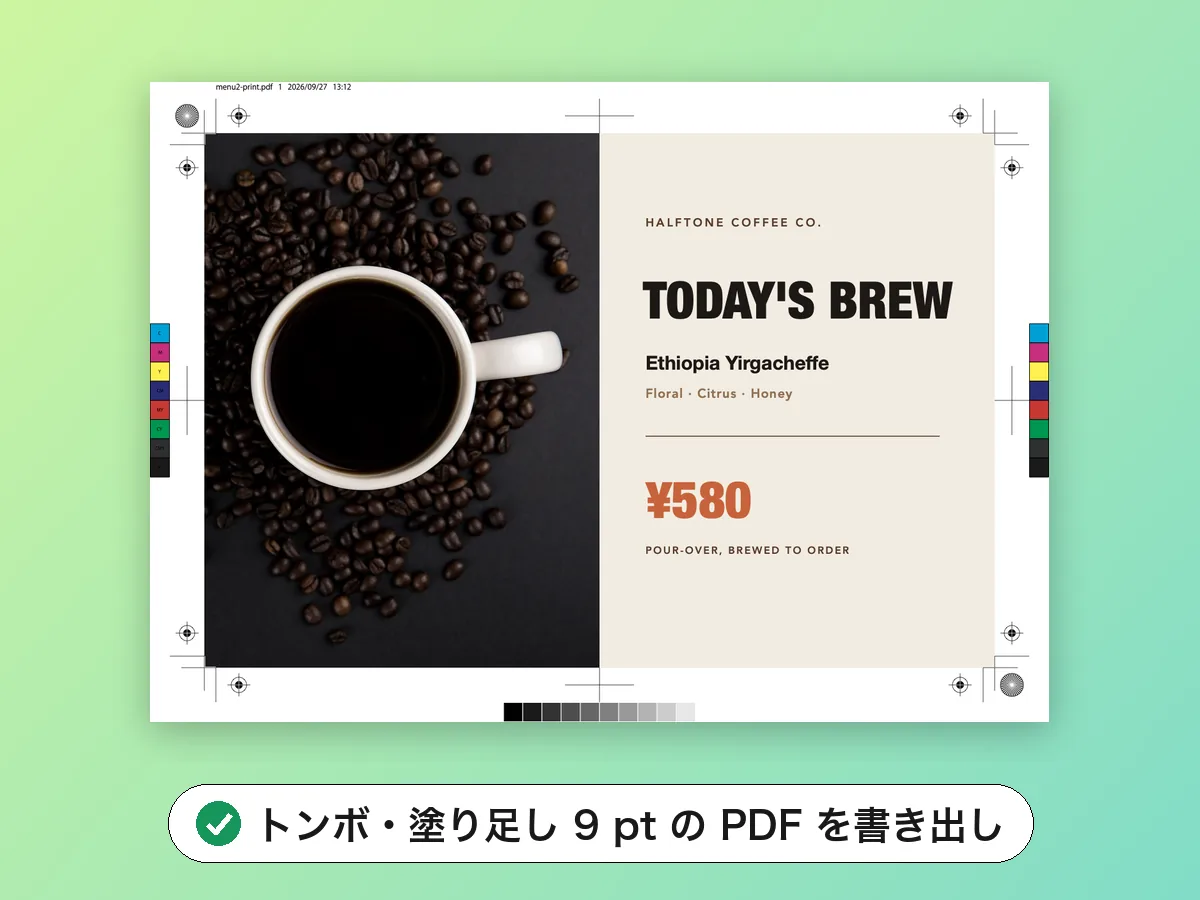 menu2-print.pdf 1 2026/09/27 13:12
HALFTONE COFFEE CO.
TODAY'S BREW
Ethiopia Yirgacheffe
Floral · Citrus · Honey
¥580
POUR-OVER, BREWED TO ORDER
トンボ・塗り足し 9 pt の PDF を書き出し